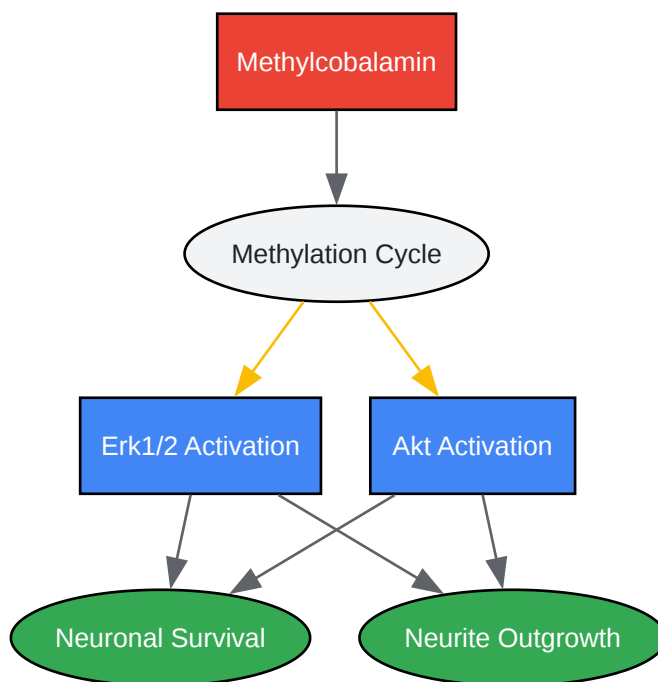 Methylcobalamin
Methylation Cycle
Erk1/2 Activation
Akt Activation
Neuronal Survival
Neurite Outgrowth